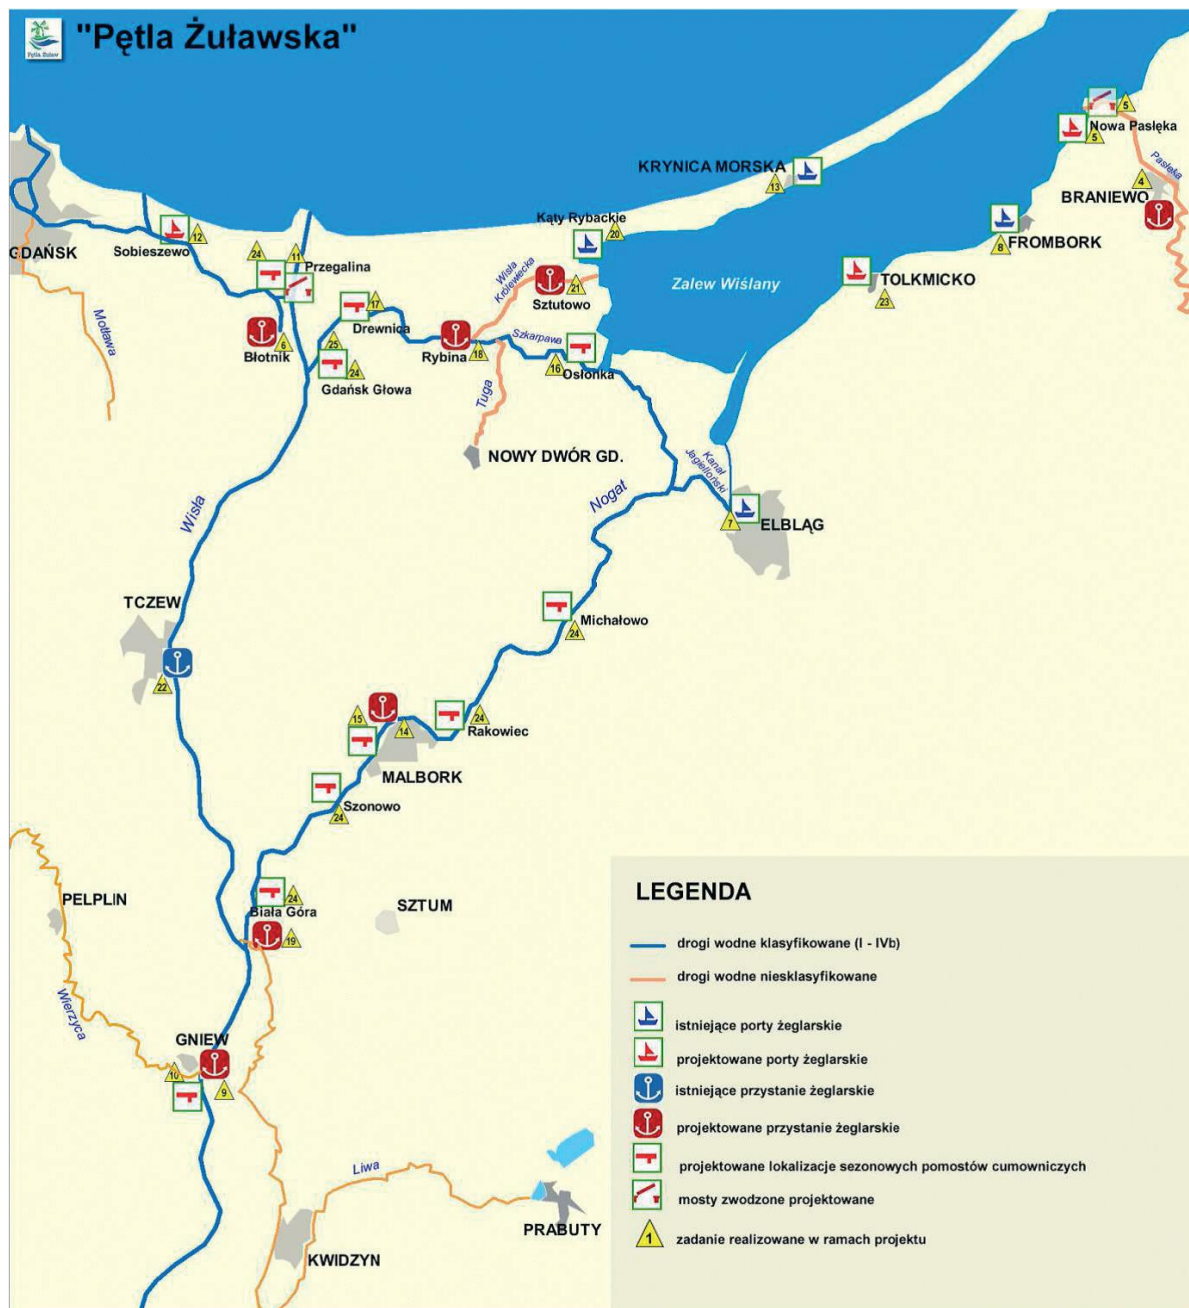 "Pętla Żuławska"
Pętla Żuław
KRYNICA MORSKA
13
Kąty Rybackie
20
5
Nowa Pasłęka
5
Pasłęka
4
BRANIEWO
8
FROMBORK
TOLKMICKO
23
Zalew Wiślany
GDAŃSK
Sobieszewo
12
24
11
Przegalina
Motława
Błotnik
6
17
Drewnica
25
24
Gdańsk Głowa
Wisła
Królewecka
21
Sztutowo
Rybina
18
Szkarpawa
16
Osłonka
Tuga
NOWY DWÓR GD.
Kanał
Jagielloński
7
ELBLĄG
Nogat
Wisła
TCZEW
22
Michałowo
24
15
14
24
Rakowiec
MALBORK
Szonowo
24
24
Biała Góra
19
SZTUM
PELPLIN
Wierzyca
GNIEW
10
9
Liwa
PRABUTY
KWIDZYN
LEGENDA
drogi wodne klasyfikowane (I - IVb)
drogi wodne niesklasyfikowane
istniejące porty żeglarskie
projektowane porty żeglarskie
istniejące przystanie żeglarskie
projektowane przystanie żeglarskie
projektowane lokalizacje sezonowych pomostów cumowniczych
mosty zwodzone projektowane
1
zadanie realizowane w ramach projektu